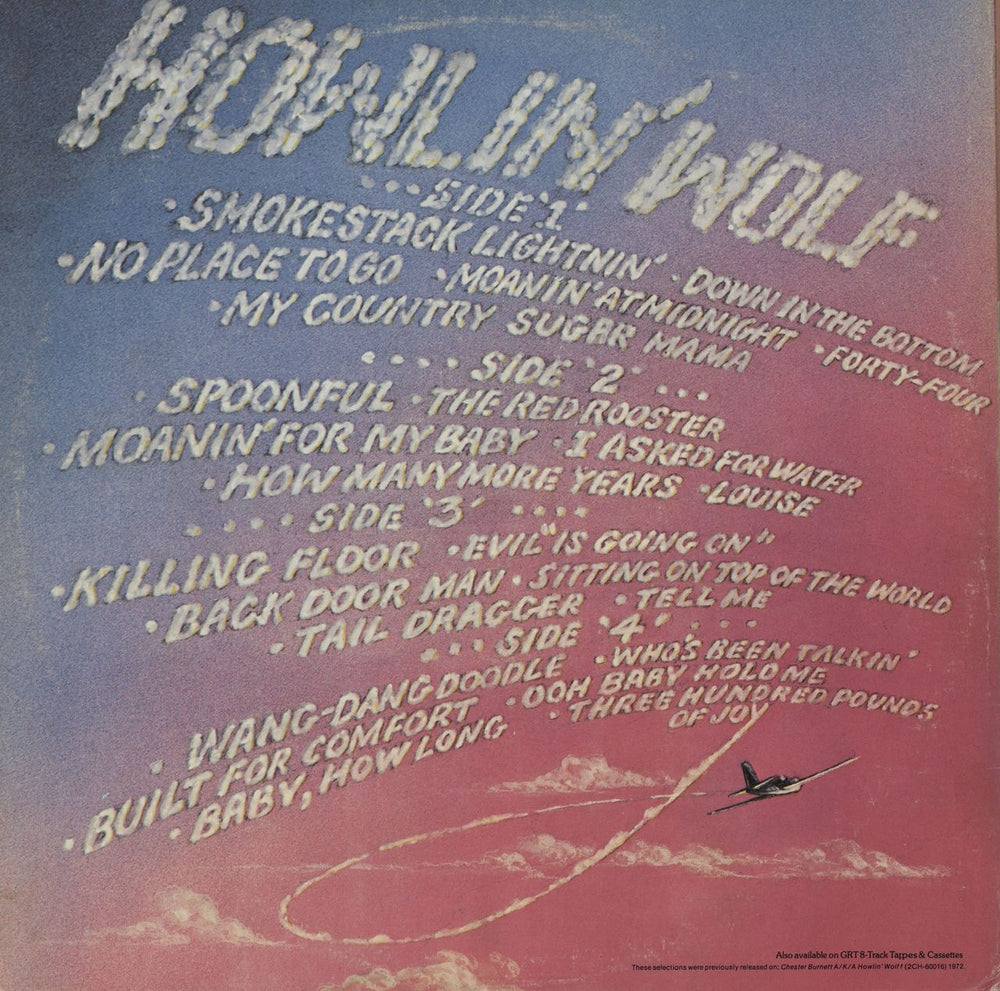 HOWLIN' WOLF
...SIDE '1'
·SMOKESTACK LIGHTNIN' ·DOWN IN THE BOTTOM
·NO PLACE TO GO ·MOANIN' AT MIDNIGHT ·FORTY-FOUR
·MY COUNTRY SUGAR MAMA
....SIDE '2' ...
·SPOONFUL ·THE RED ROOSTER
·MOANIN' FOR MY BABY ·I ASKED FOR WATER
·HOW MANY MORE YEARS ·LOUISE
....SIDE '3' ....
·KILLING FLOOR ·EVIL "IS GOING ON"
·BACK DOOR MAN ·SITTING ON TOP OF THE WORLD
·TAIL DRAGGER ·TELL ME
...SIDE '4' ...
·WANG-DANG DOODLE ·WHO'S BEEN TALKIN'
·BUILT FOR COMFORT ·OOH BABY HOLD ME
·BABY, HOW LONG ·THREE HUNDRED POUNDS
OF JOY
Also available on GRT 8-Track Tappes & Cassettes
These selections were previously released on: Chester Burnett A/K/A Howlin' Wolf (2CH-60016) 1972.